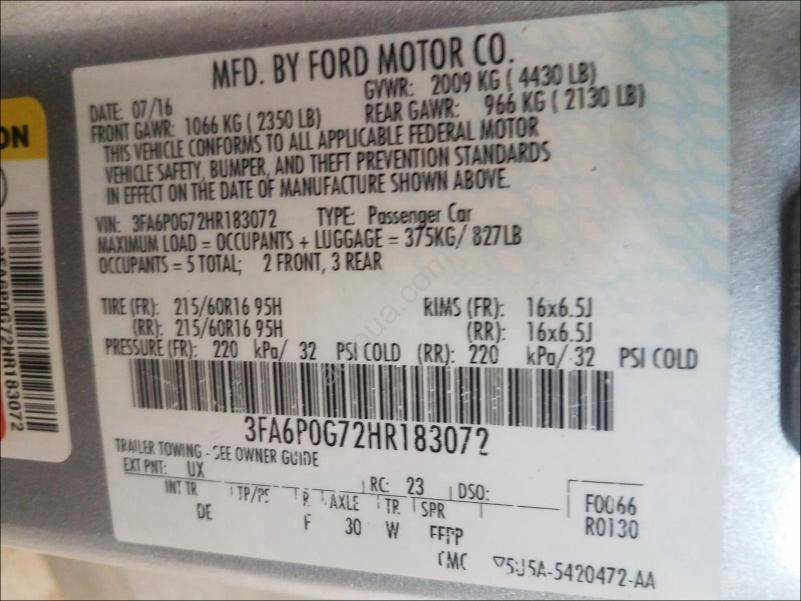 MFD. BY FORD MOTOR CO.
DATE: 07/16 GVWR: 2009 KG ( 4430 LB)
FRONT GAWR: 1066 KG ( 2350 LB) REAR GAWR: 966 KG ( 2130 LB)
THIS VEHICLE CONFORMS TO ALL APPLICABLE FEDERAL MOTOR
VEHICLE SAFETY, BUMPER, AND THEFT PREVENTION STANDARDS
IN EFFECT ON THE DATE OF MANUFACTURE SHOWN ABOVE.
VIN: 3FA6P0G72HR183072 TYPE: Passenger Car
MAXIMUM LOAD = OCCUPANTS + LUGGAGE = 375KG/ 827LB
OCCUPANTS = 5 TOTAL; 2 FRONT, 3 REAR
TIRE (FR): 215/60R16 95H RIMS (FR): 16x6.5J
(RR): 215/60R16 95H (RR): 16x6.5J
PRESSURE (FR): 220 kPa/ 32 PSI COLD (RR): 220 kPa/ 32 PSI COLD
3FA6P0G72HR183072
TRAILER TOWING - SEE OWNER GUIDE
EXT PNT: UX RC: 23 DSO: F0066
INT TR TP/PS R AXLE TR SPR R0130
DE F 30 W
CMC 5U5A-5420472-AA
ON
3FA6P0G72HR183072